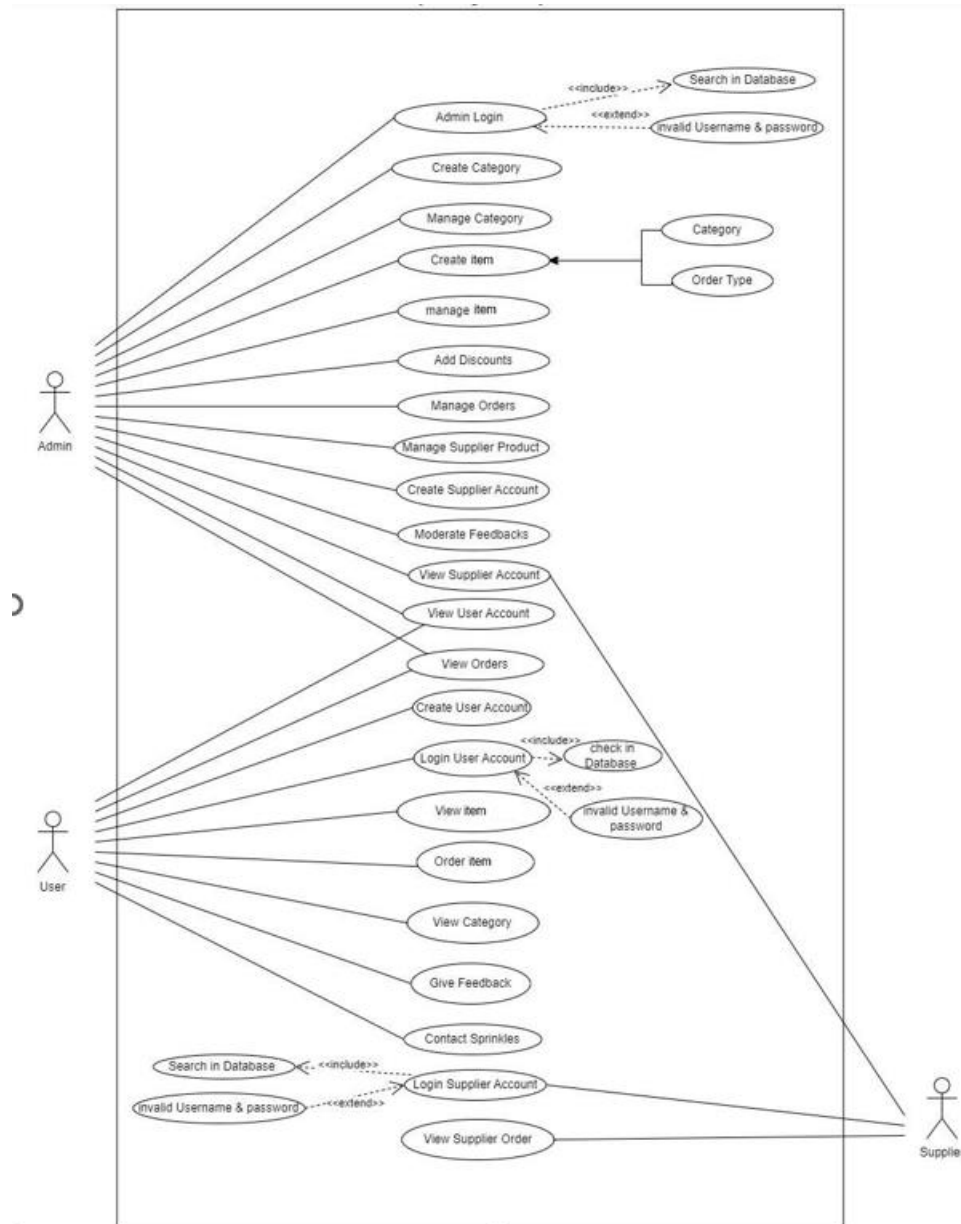 Search in Database
<<include>>
Admin Login
<<extend>>
invalid Username & password
Create Category
Manage Category
Category
Create item
Order Type
manage item
Add Discounts
Manage Orders
Admin
Manage Supplier Product
Create Supplier Account
Moderate Feedbacks
View Supplier Account
View User Account
View Orders
Create User Account
<<include>>
Login User Account
check in
Database
<<extend>>
View item
invalid Username &
password
Order item
User
View Category
Give Feedback
Contact Sprinkles
Search in Database
<<include>>
Login Supplier Account
invalid Username & password
<<extend>>
View Supplier Order
Supplie